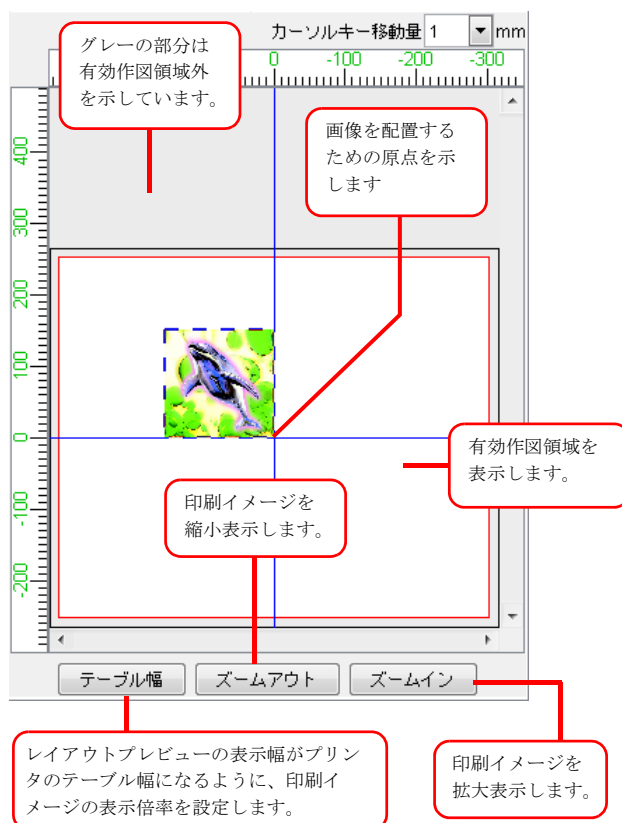 カーソルキー移動量 1 mm
グレーの部分は
有効作図領域外
を示しています。
0 -100 -200 -300
画像を配置する
ための原点を示
します
400
300
200
100
0
-100
-200
有効作図領域を
表示します。
印刷イメージを
縮小表示します。
テーブル幅 ズームアウト ズームイン
レイアウトプレビューの表示幅がプリン
タのテーブル幅になるように、印刷イ
メージの表示倍率を設定します。
印刷イメージを
拡大表示します。